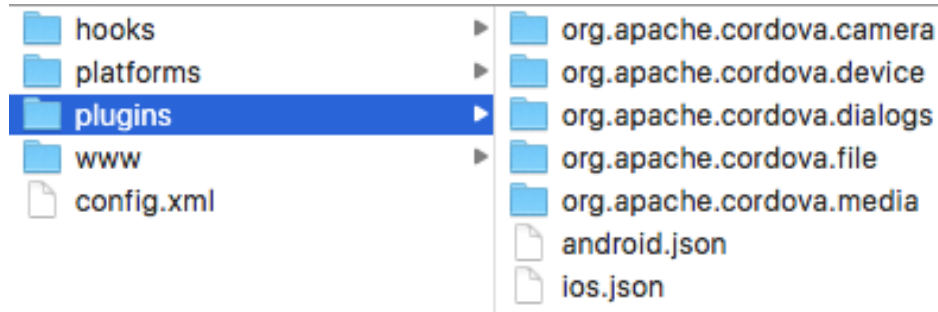 hooks
platforms
plugins
www
config.xml
org.apache.cordova.camera
org.apache.cordova.device
org.apache.cordova.dialogs
org.apache.cordova.file
org.apache.cordova.media
android.json
ios.json